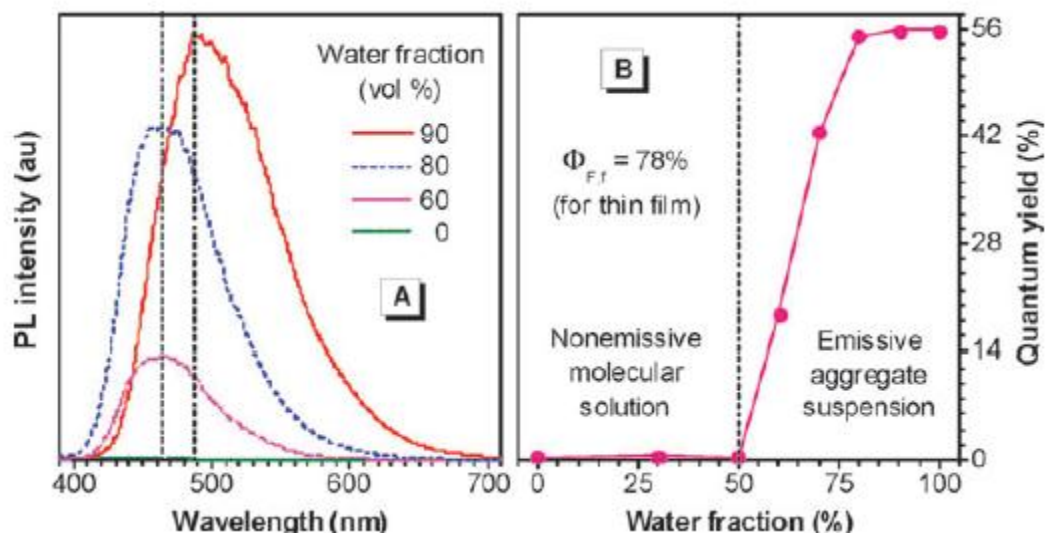 Water fraction
(vol %)
90
80
60
0
A
PL intensity (au)
400
500
600
700
Wavelength (nm)
B
ΦF,f = 78%
(for thin film)
Nonemissive
molecular
solution
Emissive
aggregate
suspension
56
42
28
14
0
Quantum yield (%)
0
25
50
75
100
Water fraction (%)